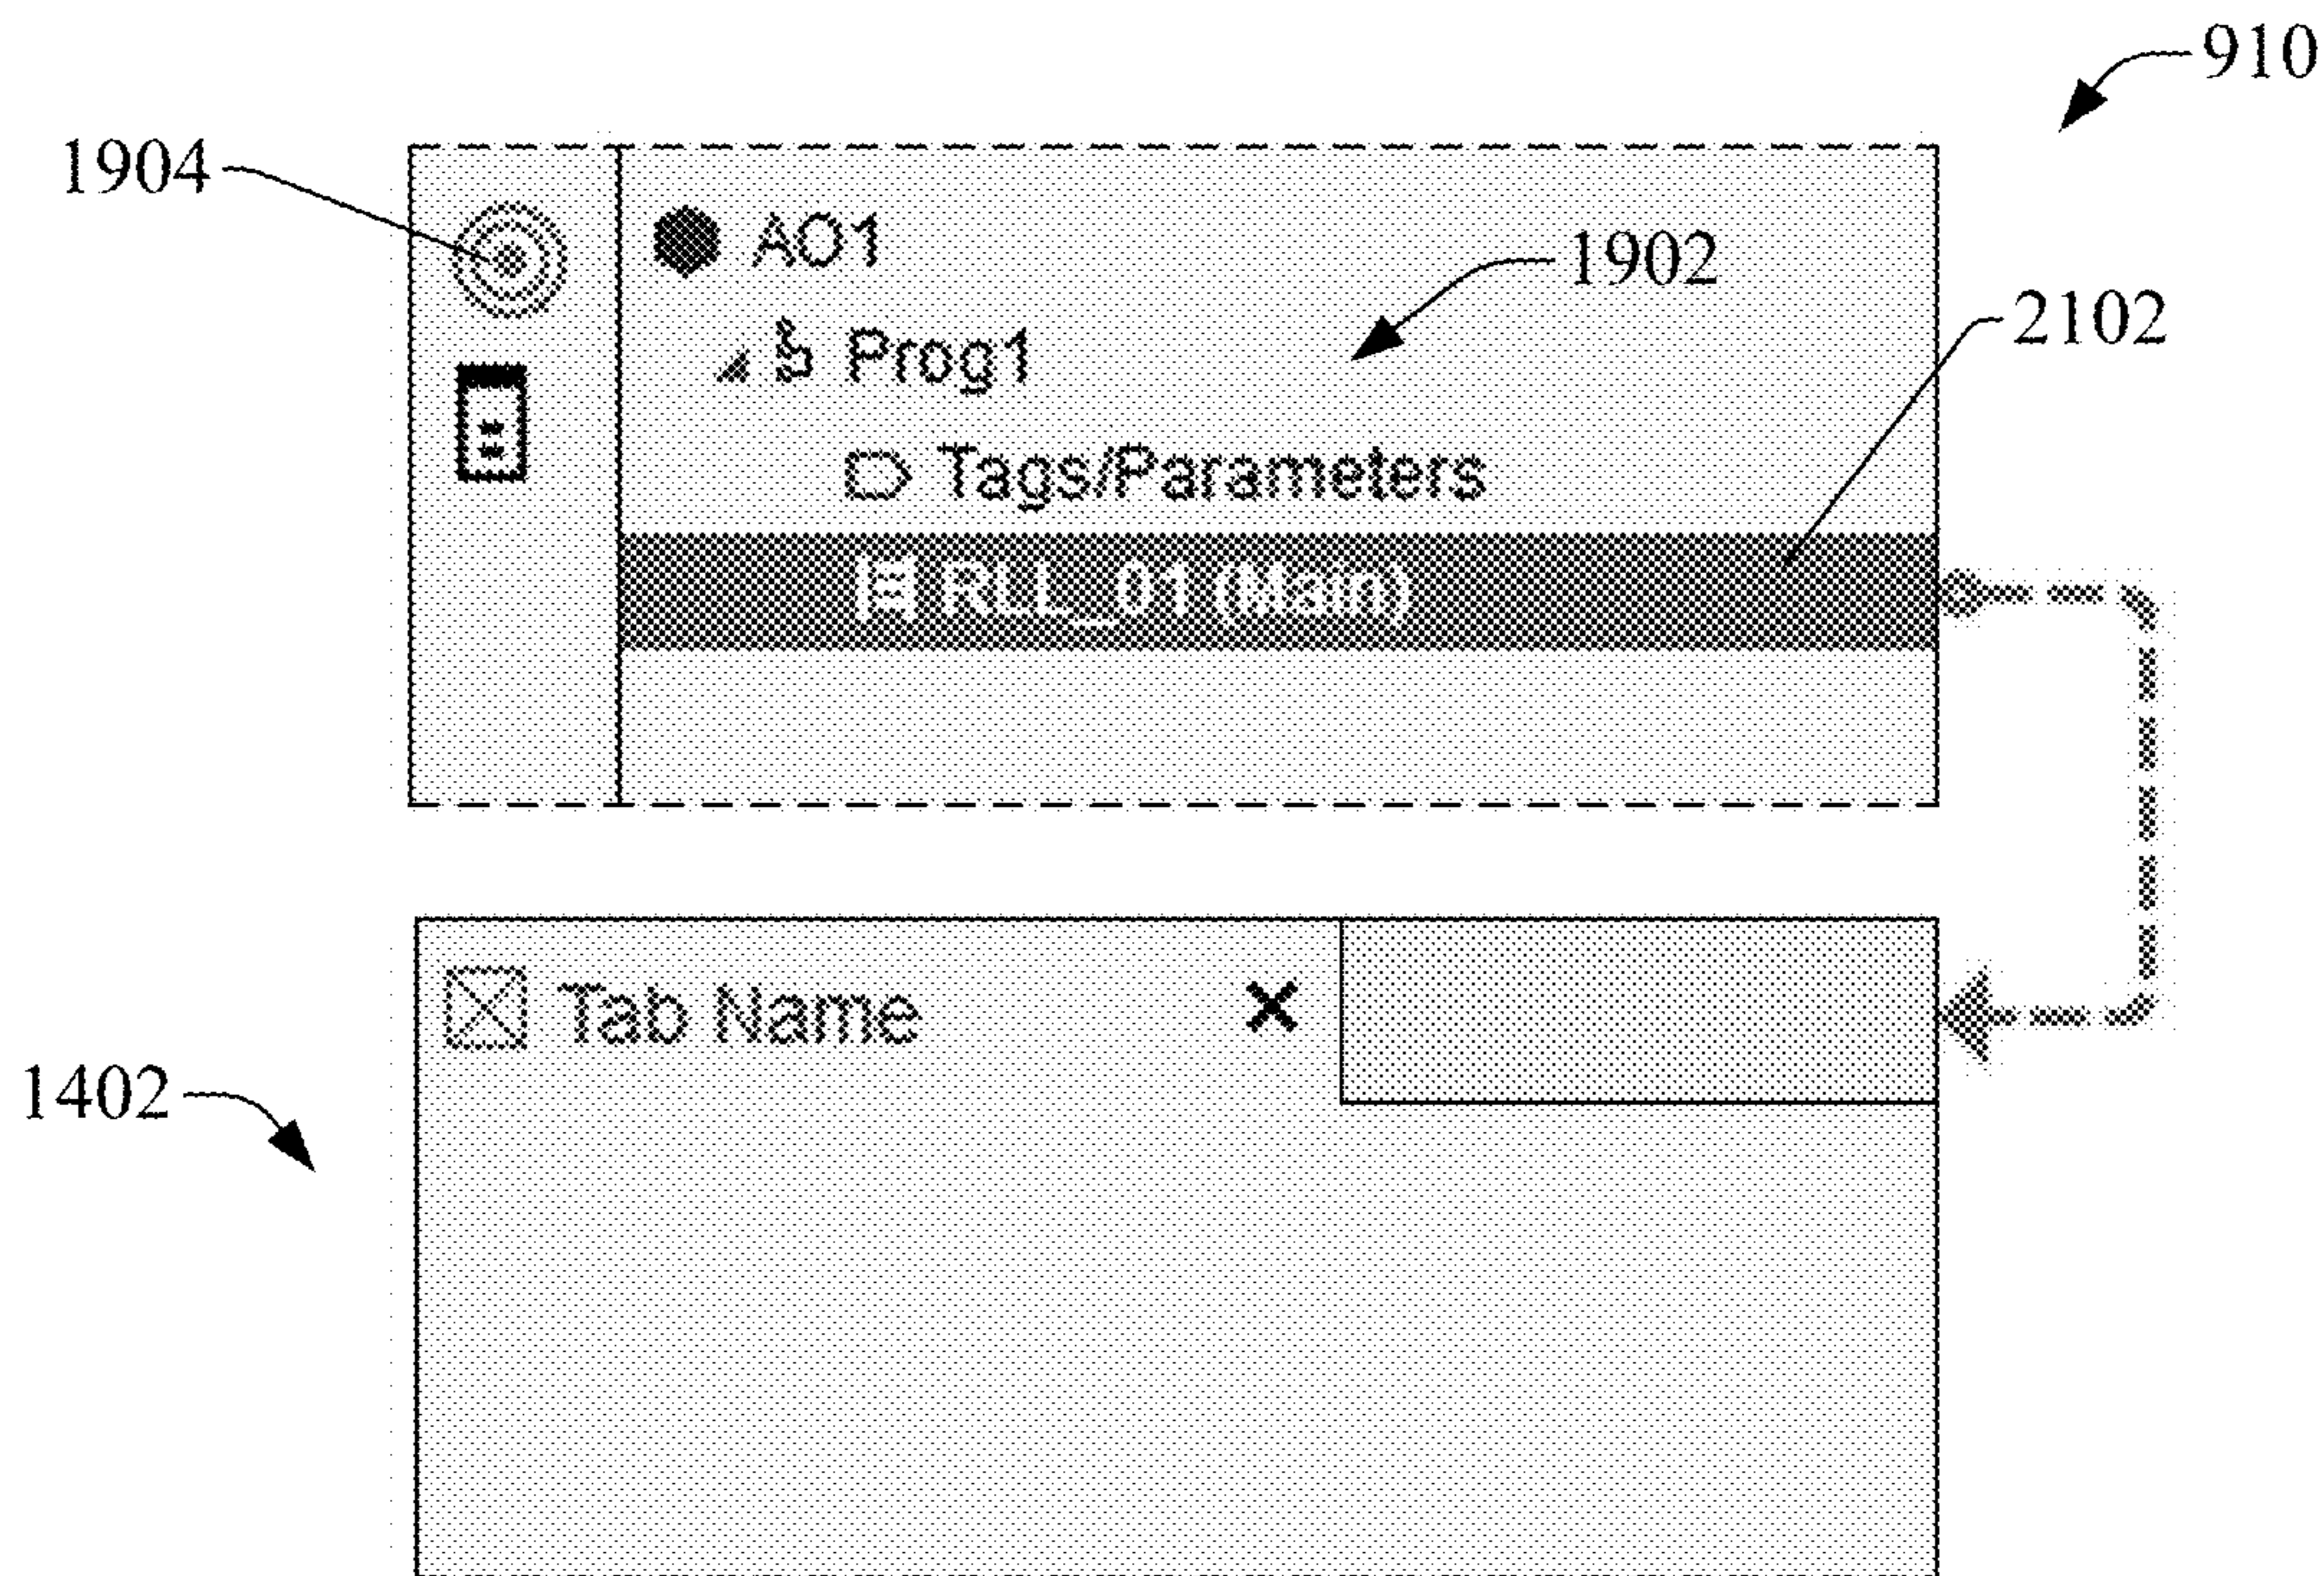 910
1904
AO1
1902
2102
Prog1
Tags/Parameters
RLL_01 (Main)
Tab Name
1402